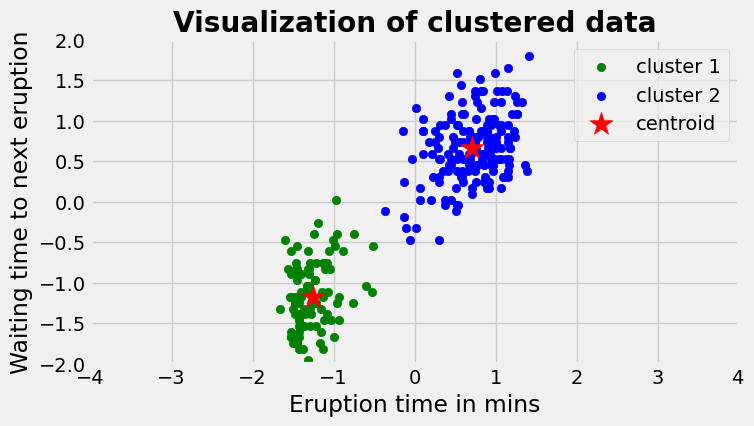 Visualization of clustered data
cluster 1
cluster 2
centroid
Waiting time to next eruption
2.0
1.5
1.0
0.5
0.0
−0.5
−1.0
−1.5
−2.0
−4 −3 −2 −1 0 1 2 3 4
Eruption time in mins